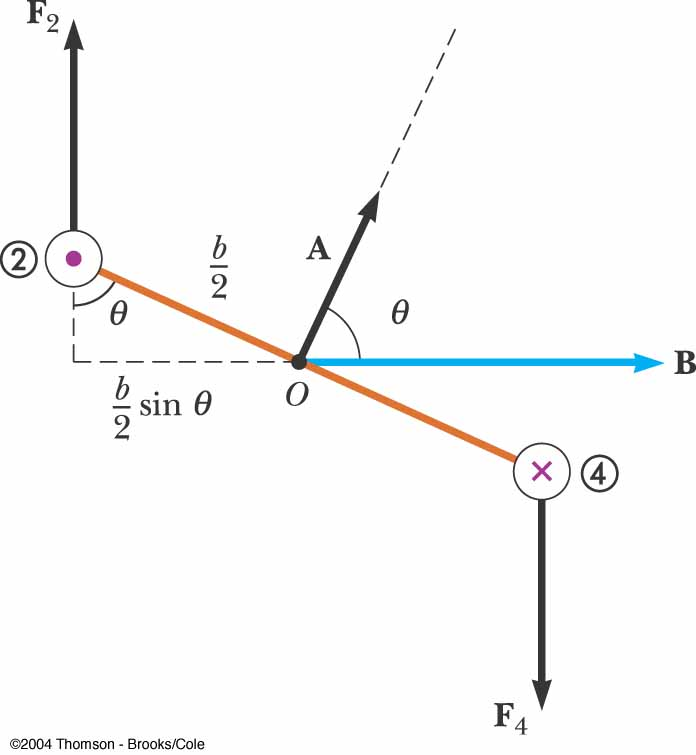 F₂
A
②
b/2
θ
θ
B
b/2 sin θ
O
④
F₄
©2004 Thomson - Brooks/Cole